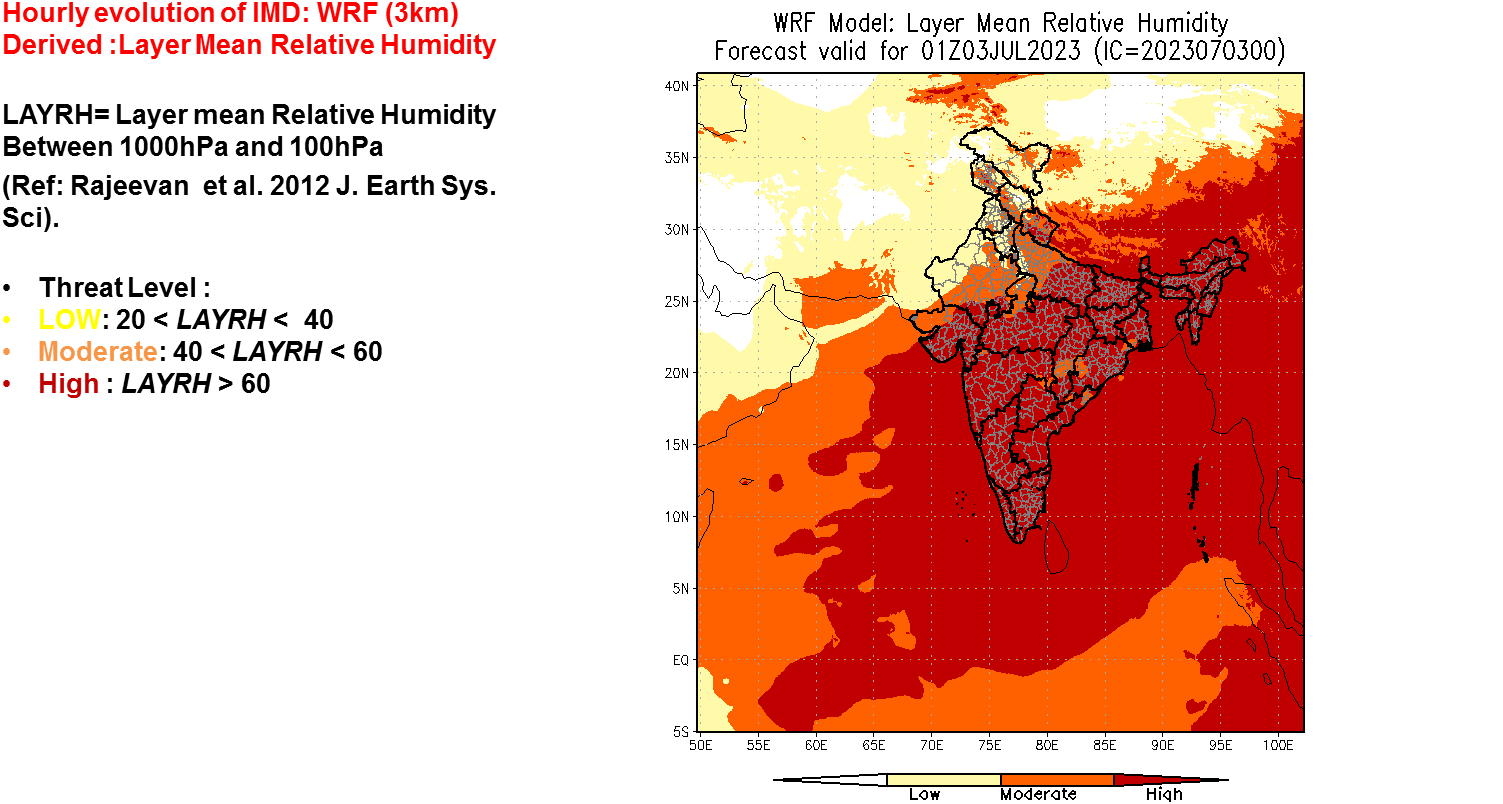 Hourly evolution of IMD: WRF (3km)
Derived :Layer Mean Relative Humidity
LAYRH= Layer mean Relative Humidity
Between 1000hPa and 100hPa
(Ref: Rajeevan et al. 2012 J. Earth Sys.
Sci).
• Threat Level :
• LOW: 20 < LAYRH < 40
• Moderate: 40 < LAYRH < 60
• High : LAYRH > 60
WRF Model: Layer Mean Relative Humidity
Forecast valid for 01Z03JUL2023 (IC=2023070300)
40N
35N
30N
25N
20N
15N
10N
5N
EQ
5S
50E 55E 60E 65E 70E 75E 80E 85E 90E 95E 100E
Low Moderate High